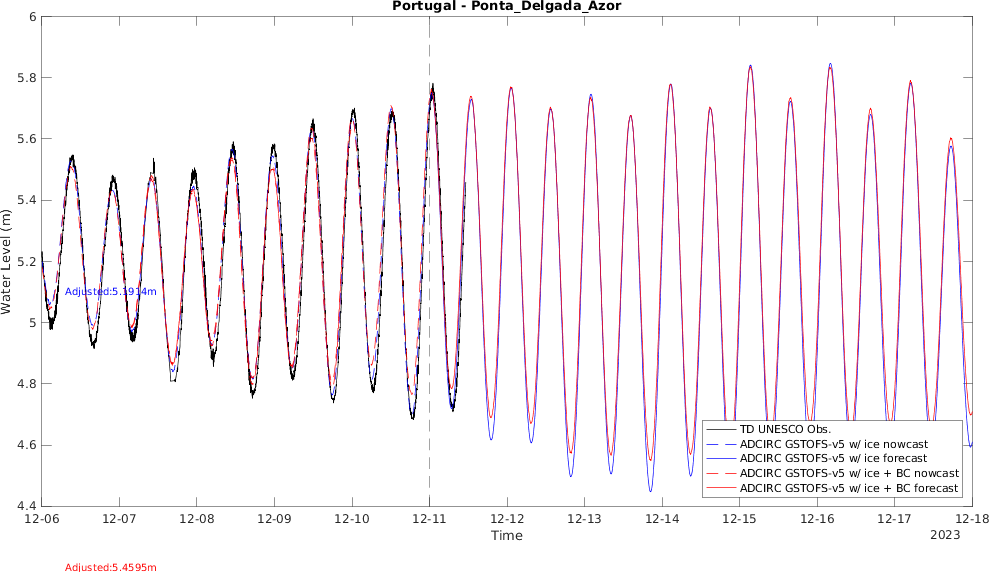 Portugal - Ponta_Delgada_Azor
6
5.8
5.6
5.4
5.2
5
4.8
4.6
4.4
Water Level (m)
Adjusted:5.1914m
TD UNESCO Obs.
ADCIRC GSTOFS-v5 w/ ice nowcast
ADCIRC GSTOFS-v5 w/ ice forecast
ADCIRC GSTOFS-v5 w/ ice + BC nowcast
ADCIRC GSTOFS-v5 w/ ice + BC forecast
12-06 12-07 12-08 12-09 12-10 12-11 12-12 12-13 12-14 12-15 12-16 12-17 12-18
Time
2023
Adjusted:5.4595m